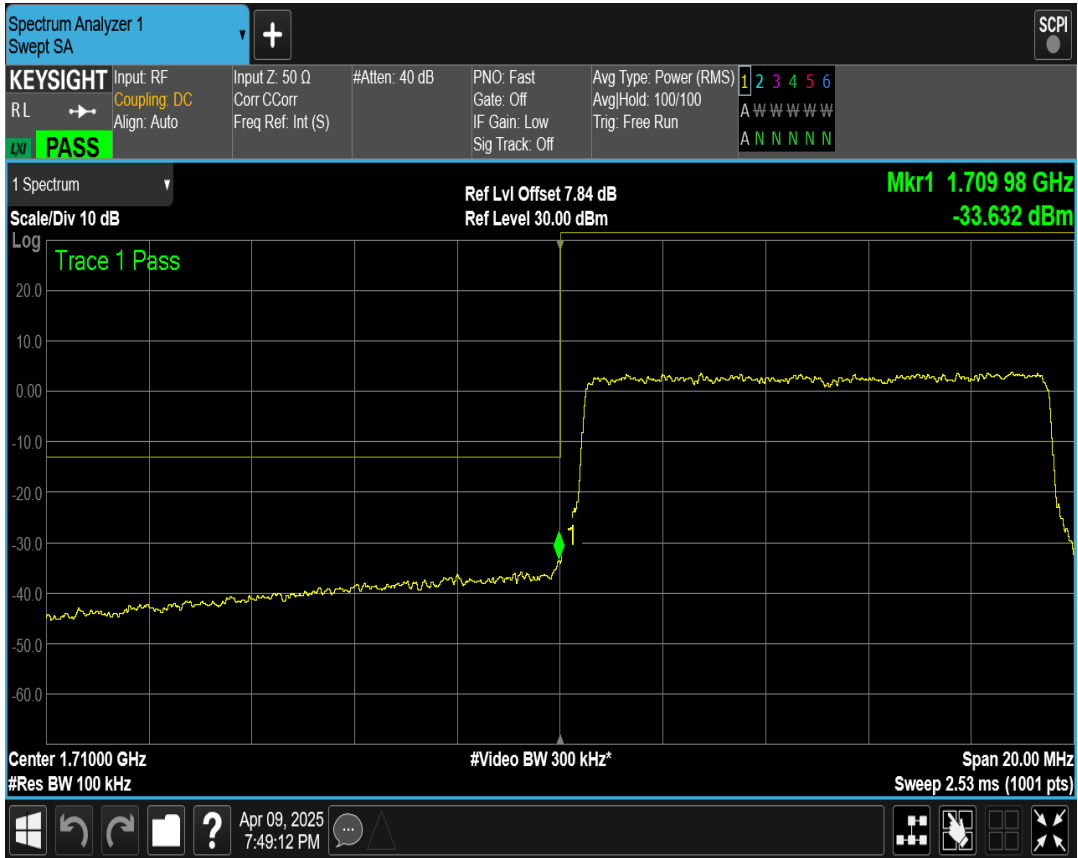 Spectrum Analyzer 1
Swept SA
+
SCPI
KEYSIGHT
R L
LXI PASS
Input: RF
Coupling: DC
Align: Auto
Input Z: 50 Ω
Corr CCorr
Freq Ref: Int (S)
#Atten: 40 dB
PNO: Fast
Gate: Off
IF Gain: Low
Sig Track: Off
Avg Type: Power (RMS)
Avg|Hold: 100/100
Trig: Free Run
1 2 3 4 5 6
A W W W W W
A N N N N N
1 Spectrum
Scale/Div 10 dB
Ref Lvl Offset 7.84 dB
Ref Level 30.00 dBm
Mkr1 1.709 98 GHz
-33.632 dBm
Log
Trace 1 Pass
20.0
10.0
0.00
-10.0
-20.0
-30.0
1
-40.0
-50.0
-60.0
Center 1.71000 GHz
#Res BW 100 kHz
#Video BW 300 kHz*
Span 20.00 MHz
Sweep 2.53 ms (1001 pts)
?
Apr 09, 2025
7:49:12 PM